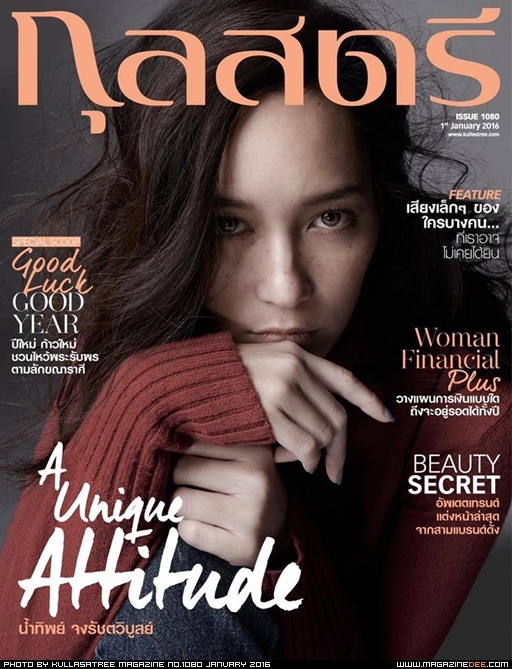 กุลสตรี
ISSUE 1080
1st January 2016
www.kullastree.com
FEATURE
เสียงเล็กๆ ของ
ใครบางคน...
ที่เราอาจ
ไม่เคยได้ยิน
SPECIAL SCOOP
Good
Luck
GOOD
YEAR
ปีใหม่ ก้าวใหม่
ชวนไหว้พระรับพร
ตามลักขณาราศี
Woman
Financial
Plus
วางแผนการเงินแบบใด
ถึงจะอยู่รอดได้ทั้งปี
BEAUTY
SECRET
อัพเดตเทรนด์
แต่งหน้าล่าสุด
จากสามแบรนด์ดัง
A
Unique
Attitude
น้ำทิพย์ จงรัชตวิบูลย์
PHOTO BY KULLASATREE MAGAZINE NO.1080 JANUARY 2016
WWW.MAGAZINEDEE.COM